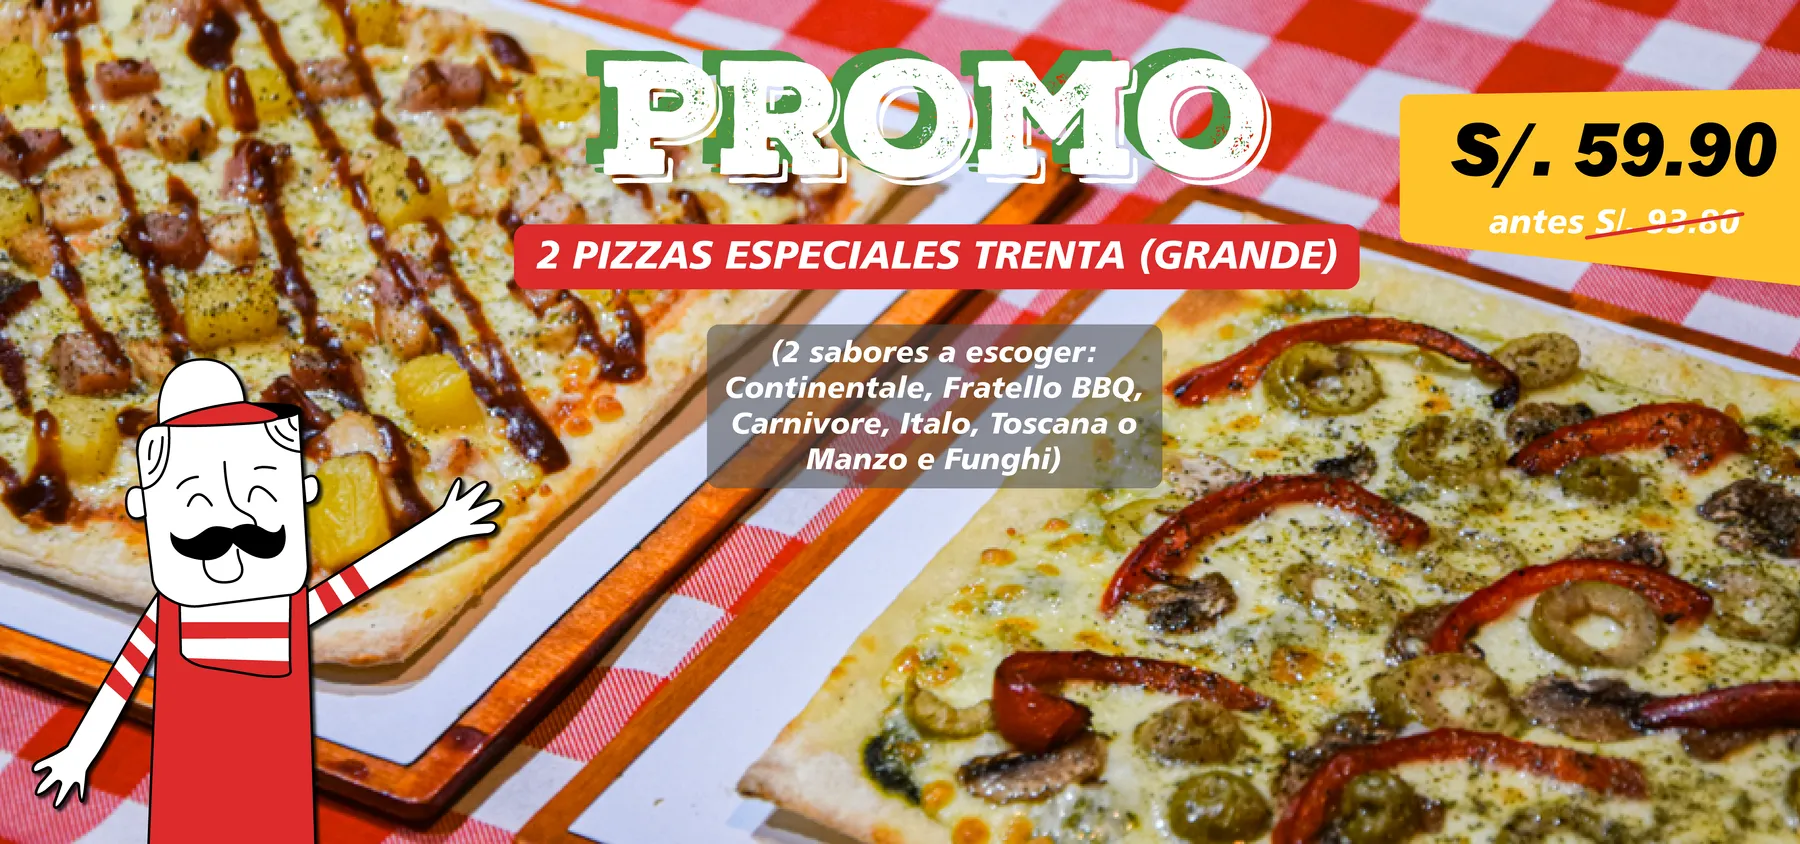 PROMO
S/. 59.90
antes S/. 93.80
2 PIZZAS ESPECIALES TRENTA (GRANDE)
(2 sabores a escoger:
Continentale, Fratello BBQ,
Carnivore, Italo, Toscana o
Manzo e Funghi)